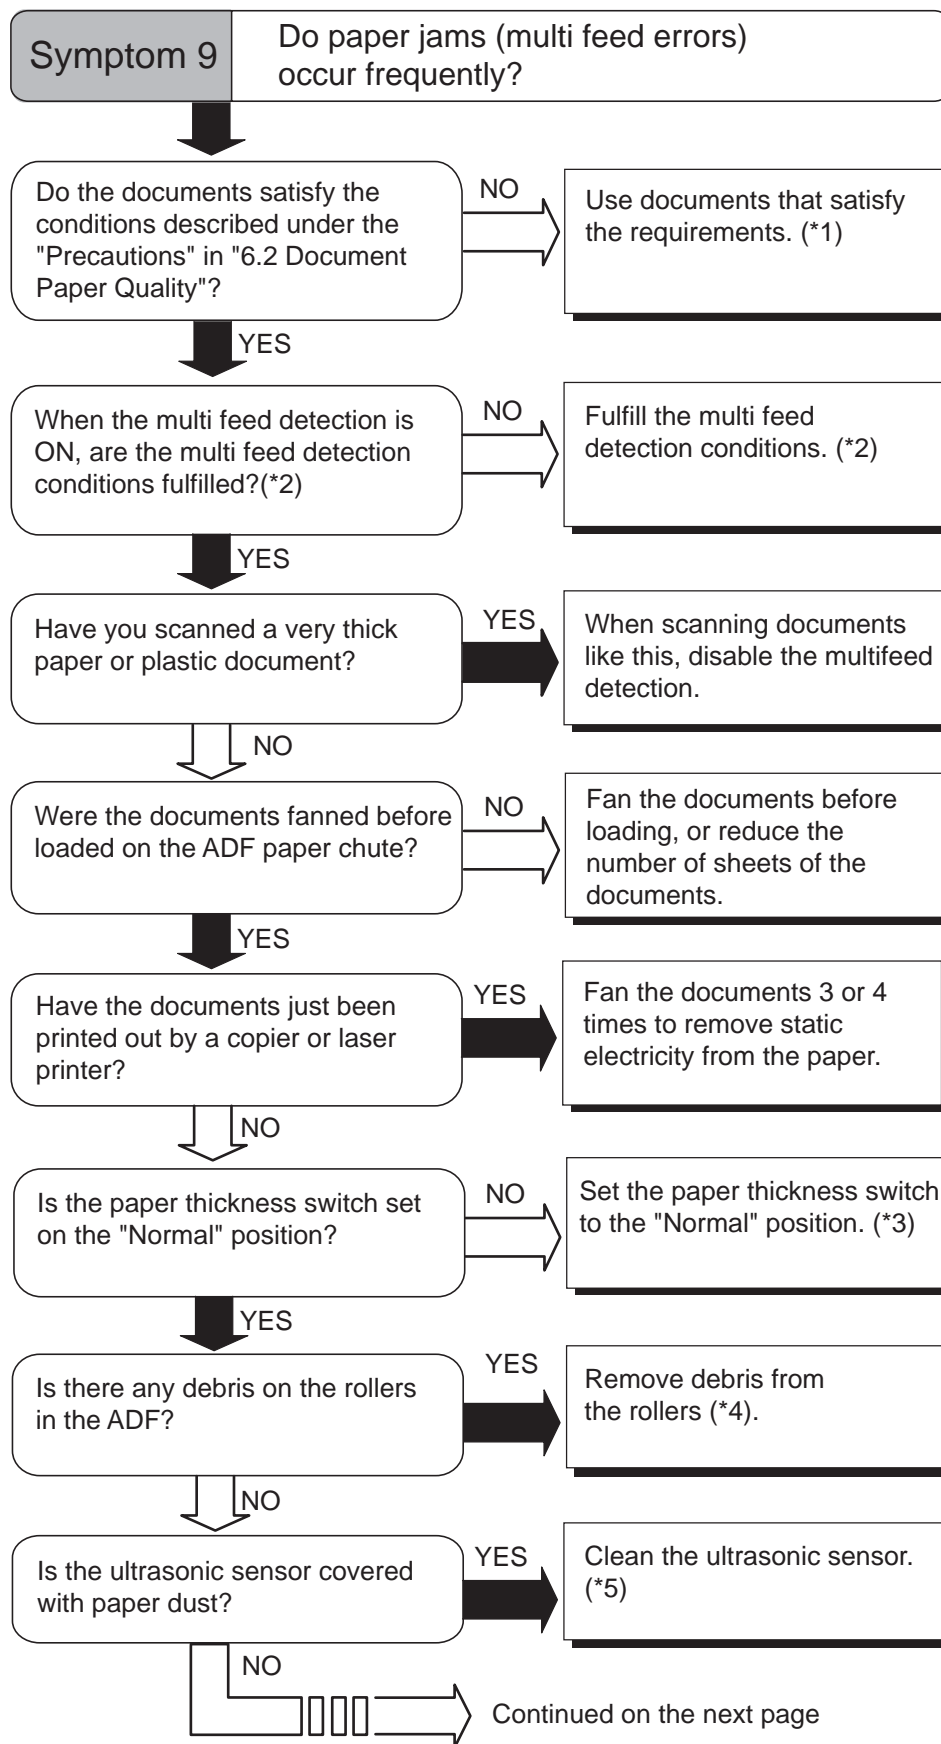 Symptom 9
Do paper jams (multi feed errors)
occur frequently?
Do the documents satisfy the
conditions described under the
"Precautions" in "6.2 Document
Paper Quality"?
NO
Use documents that satisfy
the requirements. (*1)
YES
When the multi feed detection is
ON, are the multi feed detection
conditions fulfilled?(*2)
NO
Fulfill the multi feed
detection conditions. (*2)
YES
Have you scanned a very thick
paper or plastic document?
YES
When scanning documents
like this, disable the multifeed
detection.
NO
Were the documents fanned before
loaded on the ADF paper chute?
NO
Fan the documents before
loading, or reduce the
number of sheets of the
documents.
YES
Have the documents just been
printed out by a copier or laser
printer?
YES
Fan the documents 3 or 4
times to remove static
electricity from the paper.
NO
Is the paper thickness switch set
on the "Normal" position?
NO
Set the paper thickness switch
to the "Normal" position. (*3)
YES
Is there any debris on the rollers
in the ADF?
YES
Remove debris from
the rollers (*4).
NO
Is the ultrasonic sensor covered
with paper dust?
YES
Clean the ultrasonic sensor.
(*5)
NO
Continued on the next page